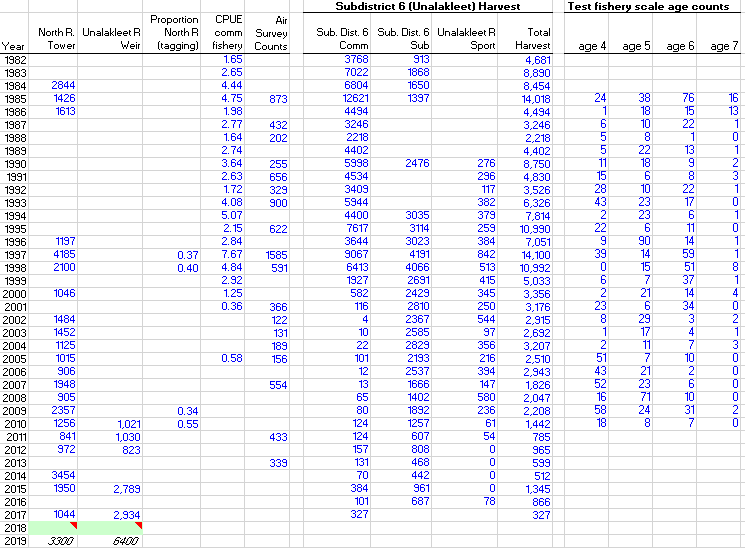 Subdistrict 6 (Unalakleet) Harvest Test fishery scale age counts
Proportion CPUE Air
North R. Unalakleet R North R comm Survey Sub. Dist. 6 Sub. Dist. 6 Unalakleet R Total
Year Tower Weir (tagging) fishery Counts Comm Sub Sport Harvest age 4 age 5 age 6 age 7
1982 1.65 3768 913 4,681
1983 2.65 7022 1868 8,890
1984 2844 4.44 6804 1650 8,454
1985 1426 4.75 873 12621 1397 14,018 24 38 76 16
1986 1613 1.98 4494 4,494 1 18 15 13
1987 2.77 432 3246 3,246 6 10 22 1
1988 1.64 202 2218 2,218 5 8 1 0
1989 2.74 4402 4,402 5 22 13 1
1990 3.64 255 5998 2476 276 8,750 11 18 9 2
1991 2.63 656 4534 296 4,830 15 6 8 3
1992 1.72 329 3409 117 3,526 28 10 22 1
1993 4.08 900 5944 382 6,326 43 23 17 0
1994 5.07 4400 3035 379 7,814 2 23 6 1
1995 2.15 622 7617 3114 259 10,990 22 6 11 0
1996 1197 2.84 3644 3023 384 7,051 9 90 14 1
1997 4185 0.37 7.67 1585 9067 4191 842 14,100 39 14 59 1
1998 2100 0.40 4.84 591 6413 4066 513 10,992 0 15 51 8
1999 2.92 1927 2691 415 5,033 6 7 37 1
2000 1046 1.25 582 2429 345 3,356 2 21 14 4
2001 0.36 366 116 2810 250 3,176 23 6 34 0
2002 1484 122 4 2367 544 2,915 8 29 3 2
2003 1452 131 10 2585 97 2,692 1 17 4 1
2004 1125 189 22 2829 356 3,207 2 11 7 3
2005 1015 0.58 156 101 2193 216 2,510 51 7 10 0
2006 906 12 2537 394 2,943 43 21 2 0
2007 1948 554 13 1666 147 1,826 52 23 6 0
2008 905 65 1402 580 2,047 16 71 10 0
2009 2357 0.34 80 1892 236 2,208 58 24 31 2
2010 1256 1,021 0.55 124 1257 61 1,442 18 8 7 0
2011 841 1,030 433 124 607 54 785
2012 972 823 157 808 0 965
2013 339 131 468 0 599
2014 3454 70 442 0 512
2015 1950 2,789 384 961 0 1,345
2016 101 687 78 866
2017 1044 2,934 327 327
2018
2019 3300 6400